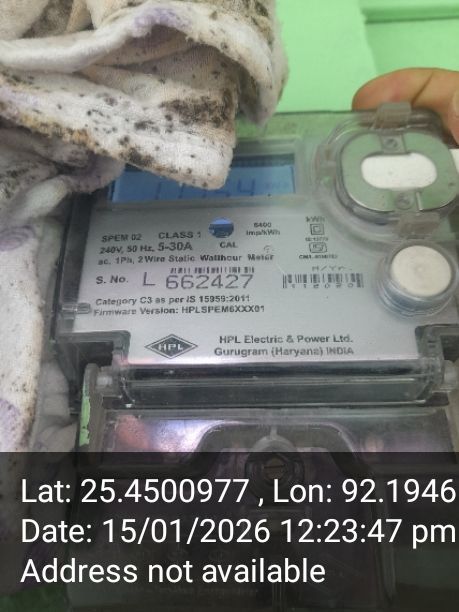 kWh
SPEM 02 CLASS 1 6400
240V, 50 Hz, 5-30A CAL imp/kWh
ac, 1Ph, 2 Wire Static Watthour Meter
S. No. L 662427
Category C3 as per IS 15959:2011
Firmware Version: HPLSPEM6XXX01
HPL
HPL Electric & Power Ltd.
Gurugram (Haryana) INDIA
Lat: 25.4500977 , Lon: 92.1946
Date: 15/01/2026 12:23:47 pm
Address not available